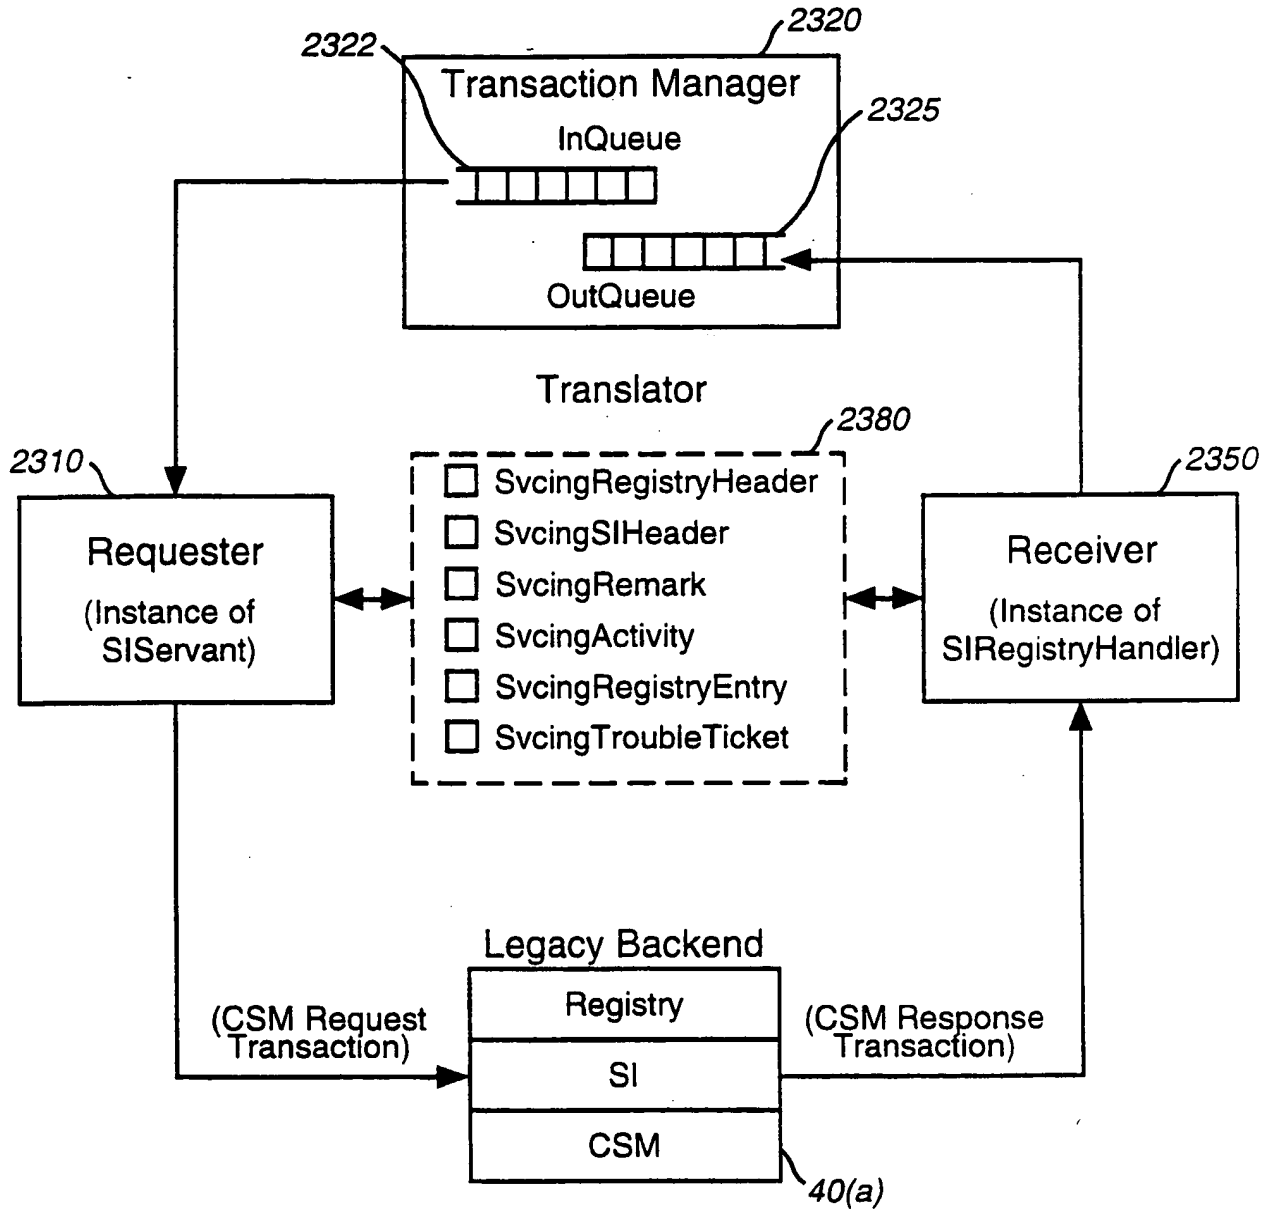 2320
2322
Transaction Manager
2325
InQueue
OutQueue
Translator
2380
2310
2350
SvcingRegistryHeader
SvcingSIHeader
SvcingRemark
SvcingActivity
SvcingRegistryEntry
SvcingTroubleTicket
Requester
(Instance of
SIServant)
Receiver
(Instance of
SIRegistryHandler)
Legacy Backend
Registry
SI
CSM
(CSM Request
Transaction)
(CSM Response
Transaction)
40(a)